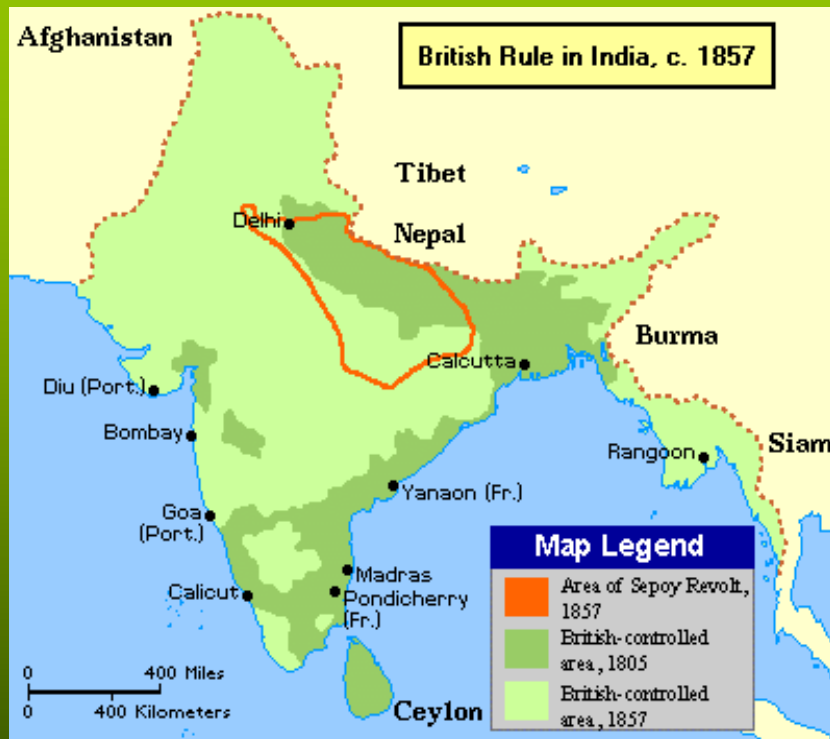 Afghanistan
British Rule in India, c. 1857
Tibet
Delhi
Nepal
Burma
Calcutta
Diu (Port.)
Bombay
Siam
Rangoon
Yanaon (Fr.)
Goa
(Port.)
Map Legend
Madras
Area of Sepoy Revolt,
1857
Calicut
Pondicherry
(Fr.)
British-controlled
area, 1805
0 400 Miles
0 400 Kilometers
Ceylon
British-controlled
area, 1857